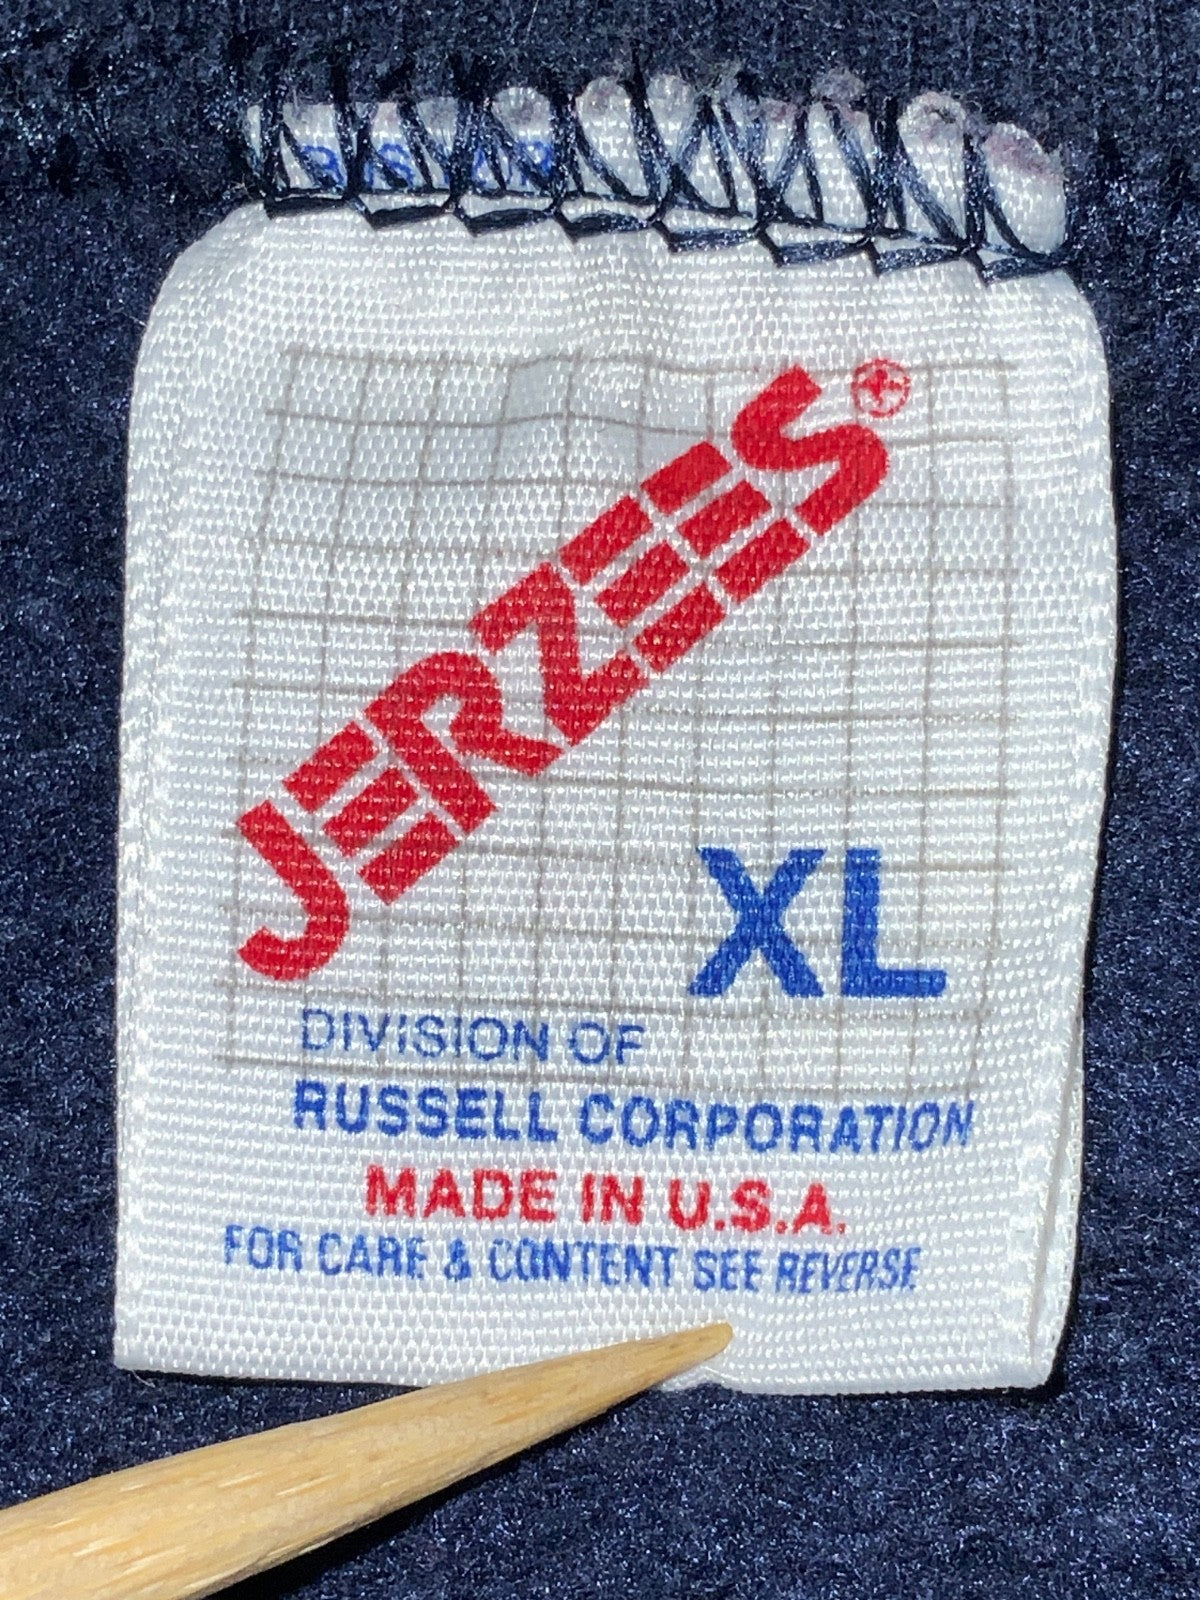 JERZEES®
XL
DIVISION OF
RUSSELL CORPORATION
MADE IN U.S.A.
FOR CARE & CONTENT SEE REVERSE